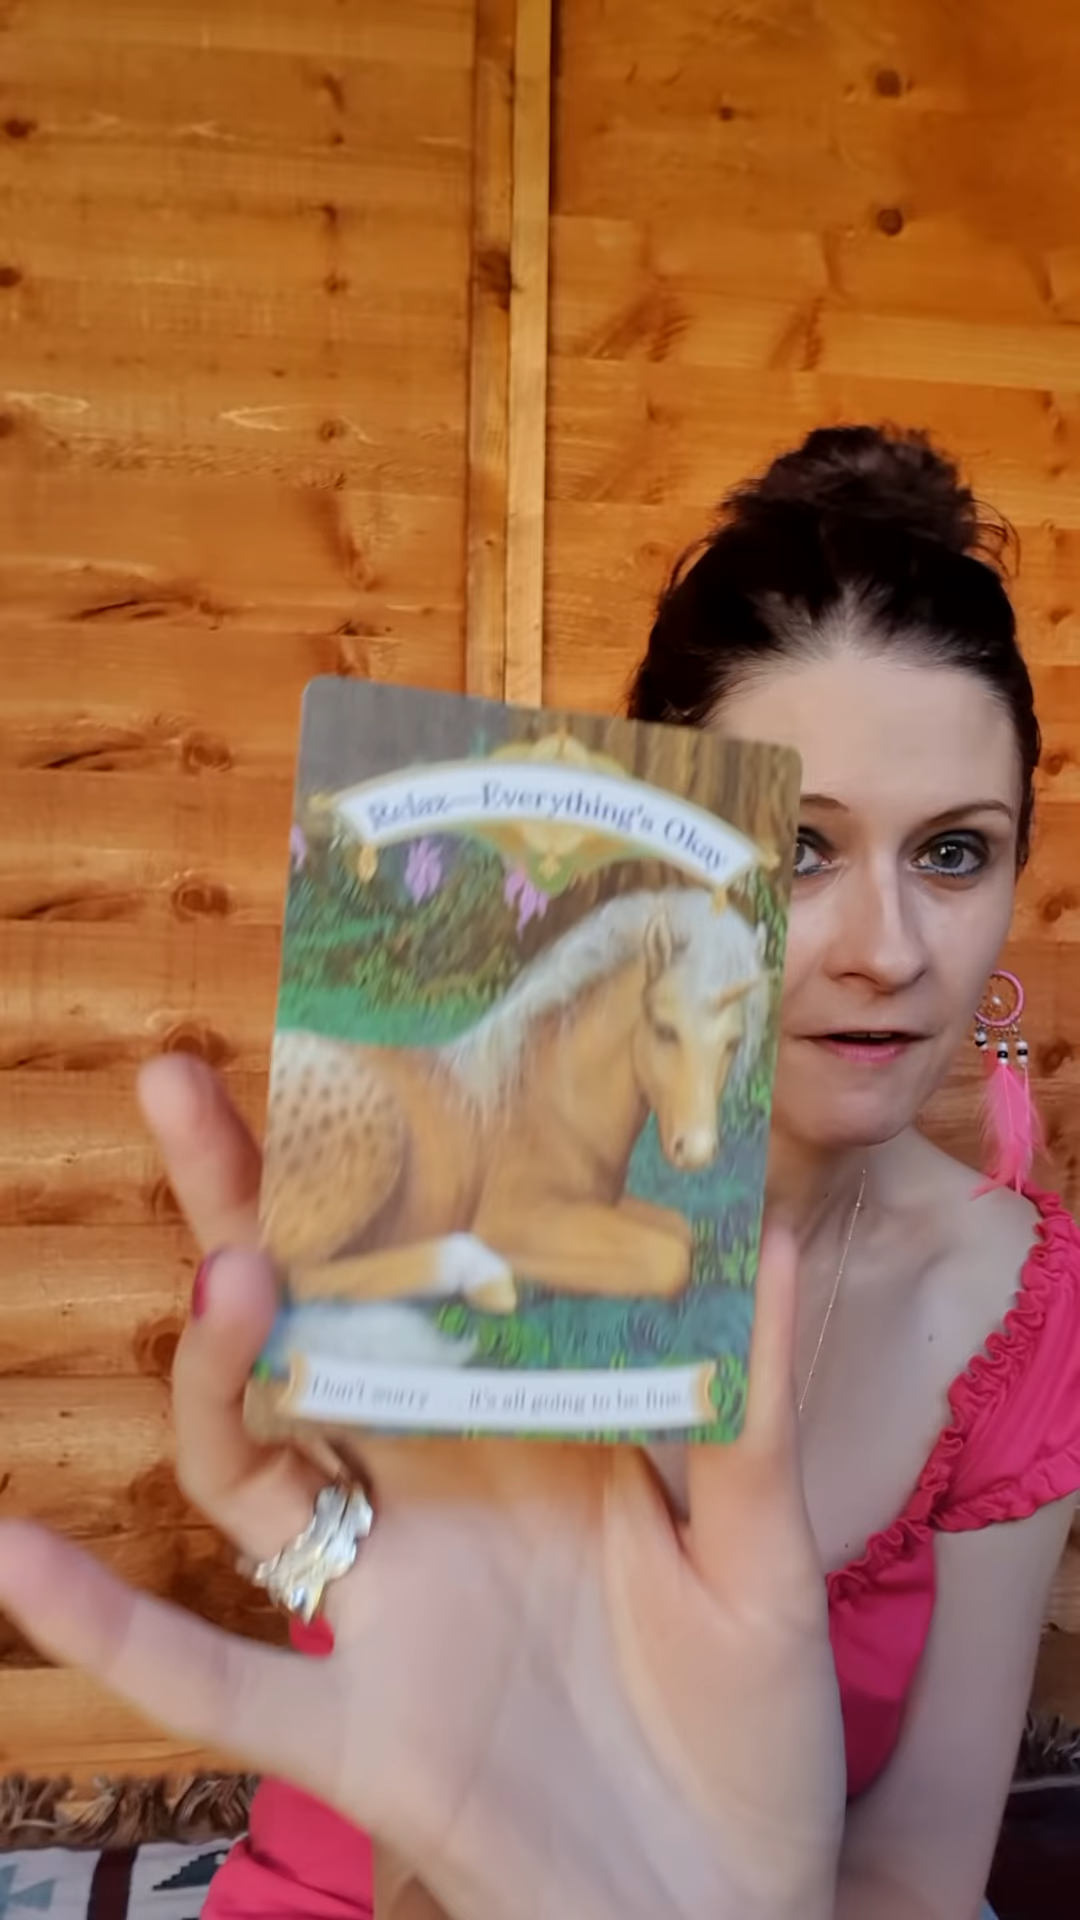 Relax—Everything's Okay
Don't worry . . . it's all going to be fine.